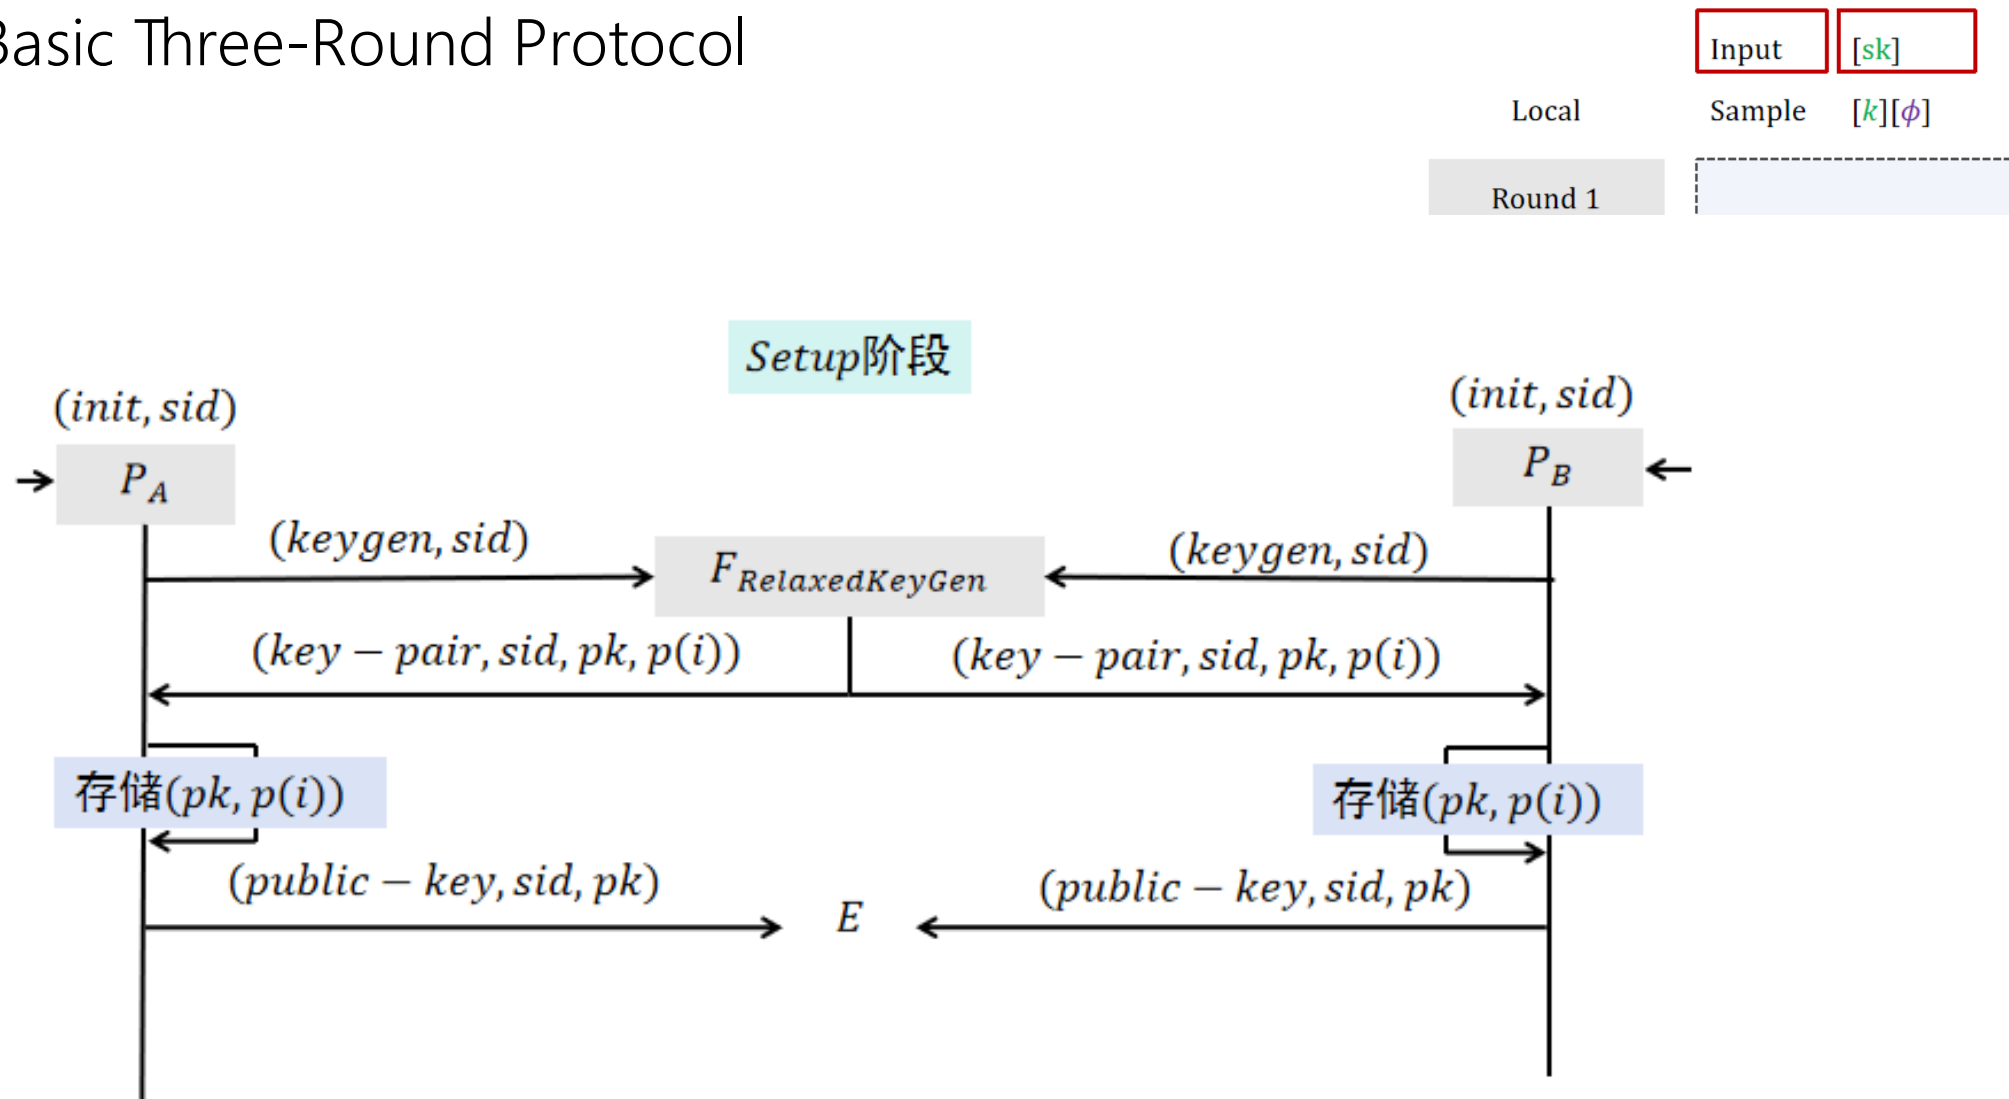 Basic Three-Round Protocol
Input [sk]
Local Sample [k][ϕ]
Round 1
Setup阶段
(init, sid) (init, sid)
P_A P_B
(keygen, sid) F_RelaxedKeyGen (keygen, sid)
(key − pair, sid, pk, p(i)) (key − pair, sid, pk, p(i))
存储(pk, p(i)) 存储(pk, p(i))
(public − key, sid, pk) E (public − key, sid, pk)